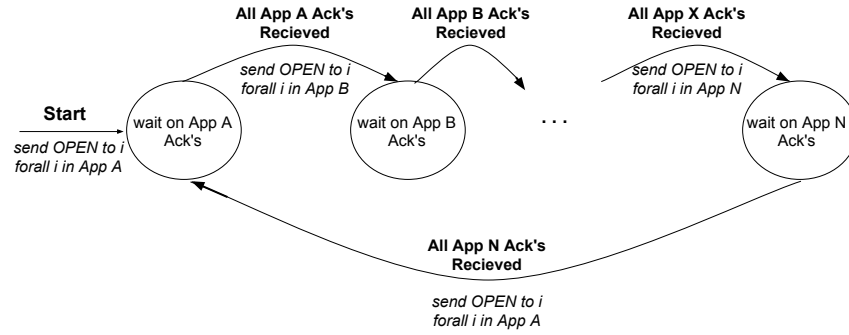 All App A Ack's
Recieved
send OPEN to i
forall i in App B
All App B Ack's
Recieved
All App X Ack's
Recieved
send OPEN to i
forall i in App N
Start
send OPEN to i
forall i in App A
wait on App A
Ack's
wait on App B
Ack's
. . .
wait on App N
Ack's
All App N Ack's
Recieved
send OPEN to i
forall i in App A